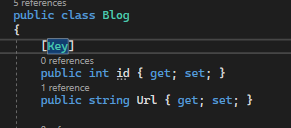 5 references
public class Blog
{
[Key]
0 references
public int id { get; set; }
1 reference
public string Url { get; set; }